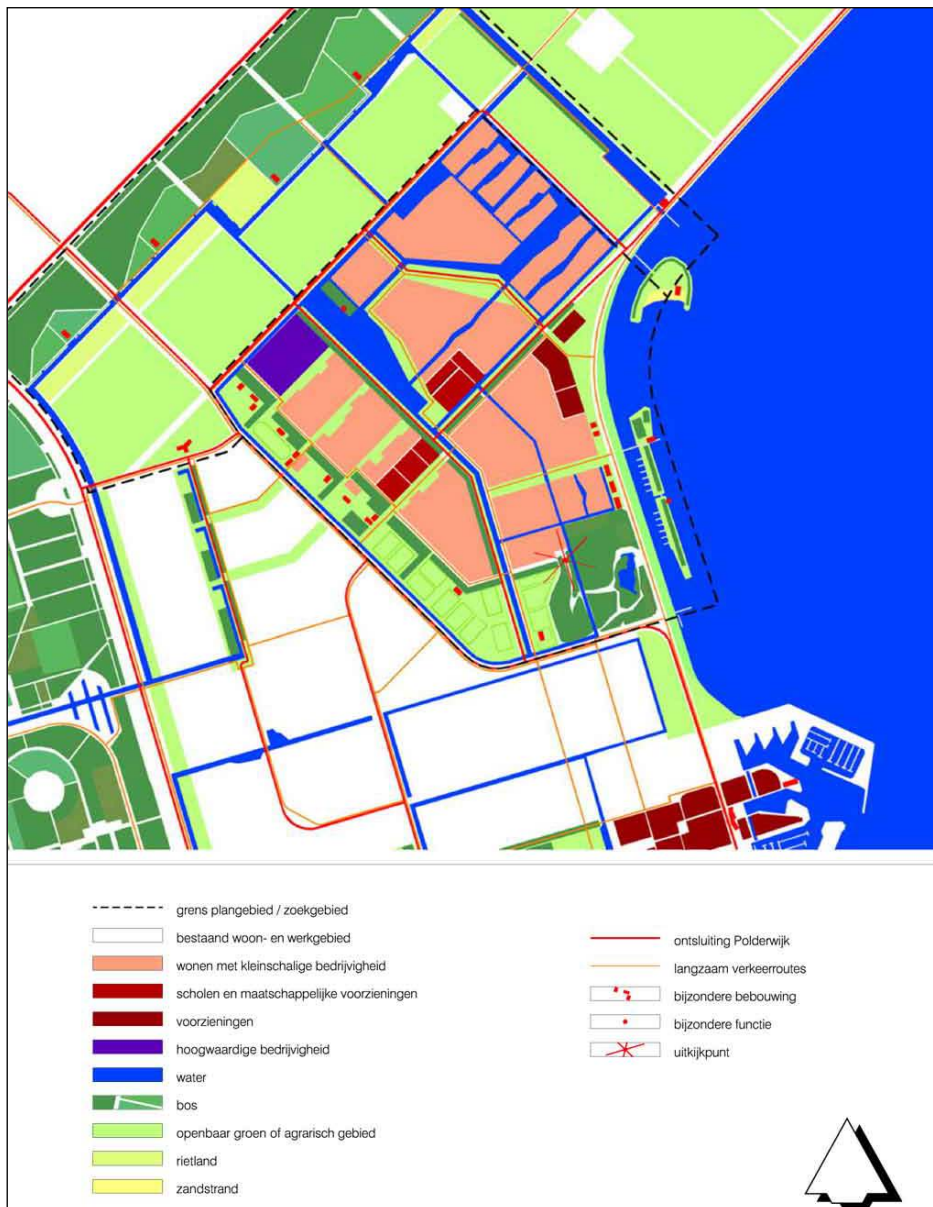 grens plangebied / zoekgebied
bestaand woon- en werkgebied
wonen met kleinschalige bedrijvigheid
scholen en maatschappelijke voorzieningen
voorzieningen
hoogwaardige bedrijvigheid
water
bos
openbaar groen of agrarisch gebied
rietland
zandstrand
ontsluiting Polderwijk
langzaam verkeerroutes
bijzondere bebouwing
bijzondere functie
uitkijkpunt